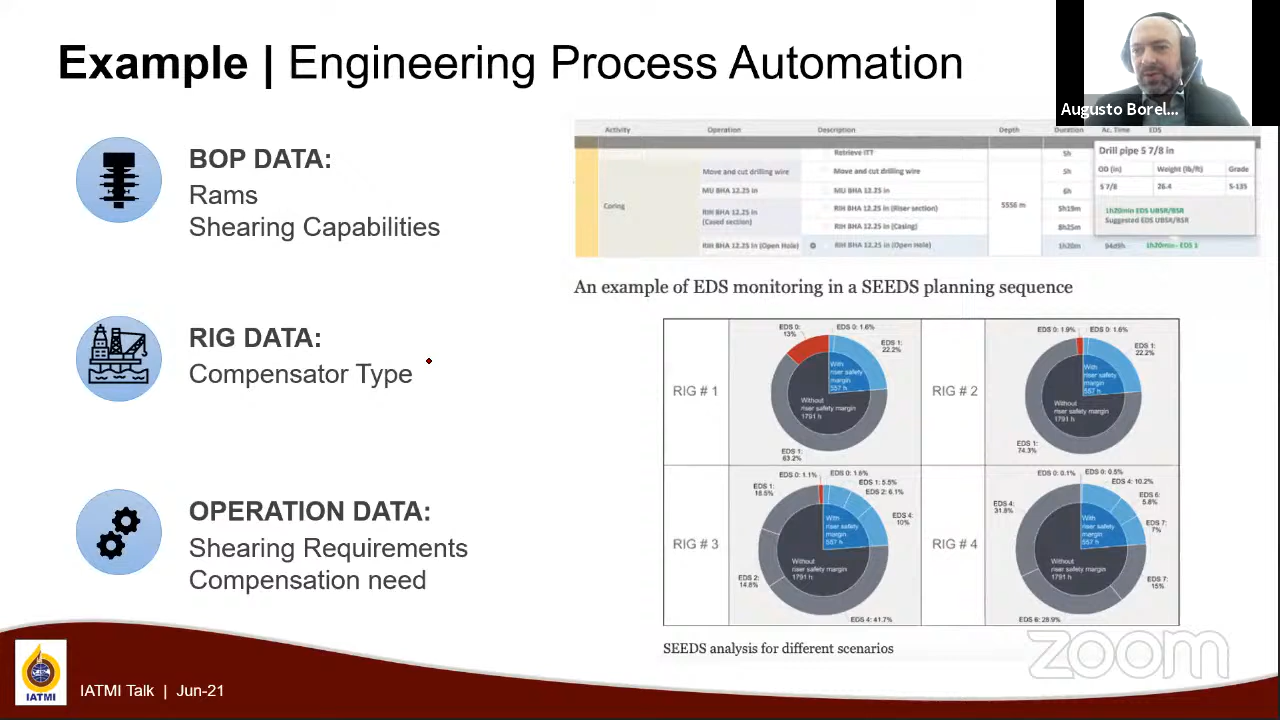 Example | Engineering Process Automation
Augusto Borel...
BOP DATA:
Rams
Shearing Capabilities
RIG DATA:
Compensator Type
OPERATION DATA:
Shearing Requirements
Compensation need
Activity Operation Description Depth Duration Ac. Time EDS
Retrieve ITT 5h
Move and cut drilling wire Move and cut drilling wire 5h
MU BHA 12.25 in MU BHA 12.25 in 6h
Coring
RIH BHA 12.25 in
(Cased section)
RIH BHA 12.25 in (Riser section) 5h19m
5556 m
RIH BHA 12.25 in (Casing) 8h25m
RIH BHA 12.25 in (Open Hole) RIH BHA 12.25 in (Open Hole) 1h20m 94d9h 1h20min - EDS 1
Drill pipe 5 7/8 in
OD (in) Weight (lb/ft) Grade
5 7/8 26.4 S-135
1h20min EDS UBSR/BSR
Suggested EDS UBSR/BSR
An example of EDS monitoring in a SEEDS planning sequence
RIG # 1
EDS 0:
13%
EDS 0: 1.6%
EDS 1:
22.2%
With
riser safety
margin
557 h
Without
riser safety margin
1791 h
EDS 1:
63.2%
RIG # 2
EDS 0: 1.9%
EDS 0: 1.6%
EDS 1:
22.2%
With
riser safety
margin
557 h
Without
riser safety margin
1791 h
EDS 1:
74.3%
RIG # 3
EDS 0: 1.1%
EDS 0: 1.6%
EDS 1: 5.5%
EDS 2: 6.1%
EDS 4:
10%
EDS 1:
18.5%
With
riser safety
margin
557 h
Without
riser safety margin
1791 h
EDS 2:
14.8%
EDS 4: 41.7%
RIG # 4
EDS 0: 0.1%
EDS 0: 0.5%
EDS 4: 10.2%
EDS 6:
5.8%
EDS 7:
7%
EDS 4:
31.8%
With
riser safety
margin
557 h
Without
riser safety margin
1791 h
EDS 7:
15%
EDS 6: 28.9%
SEEDS analysis for different scenarios
zoom
IATMI
IATMI Talk | Jun-21